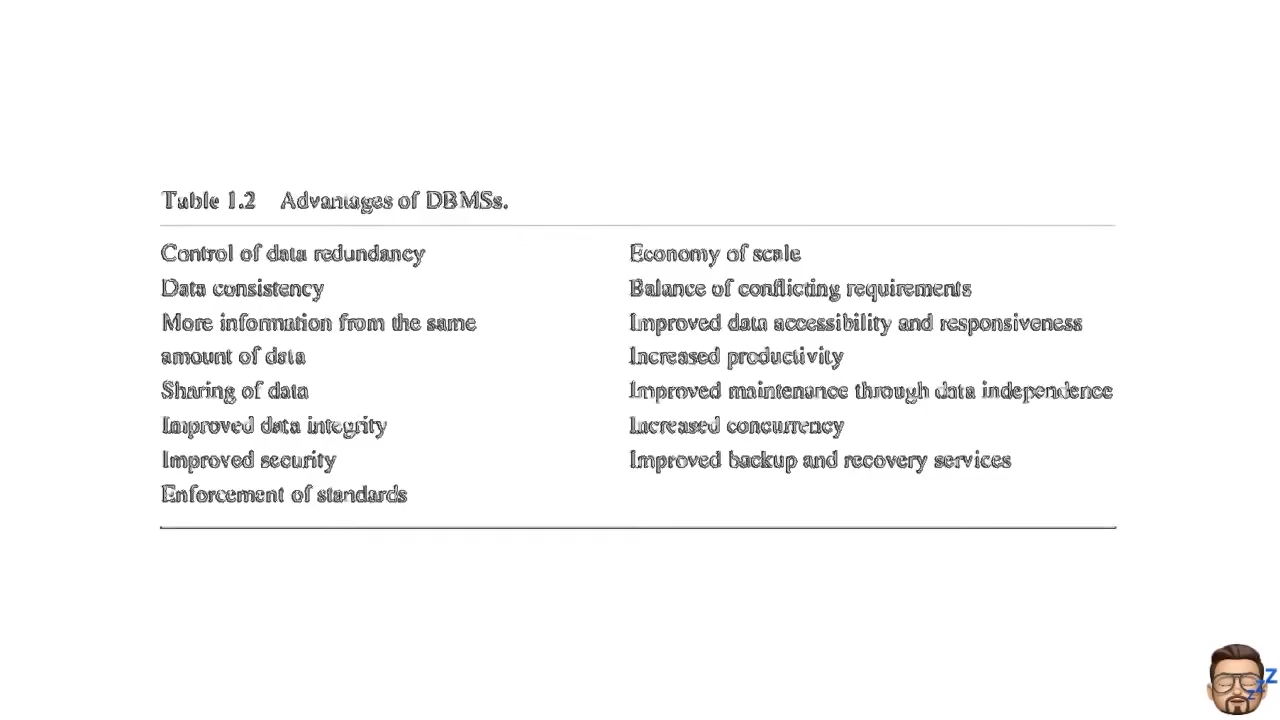 Table 1.2 Advantages of DBMSs.
Control of data redundancy
Data consistency
More information from the same
amount of data
Sharing of data
Improved data integrity
Improved security
Enforcement of standards
Economy of scale
Balance of conflicting requirements
Improved data accessibility and responsiveness
Increased productivity
Improved maintenance through data independence
Increased concurrency
Improved backup and recovery services
zzZ